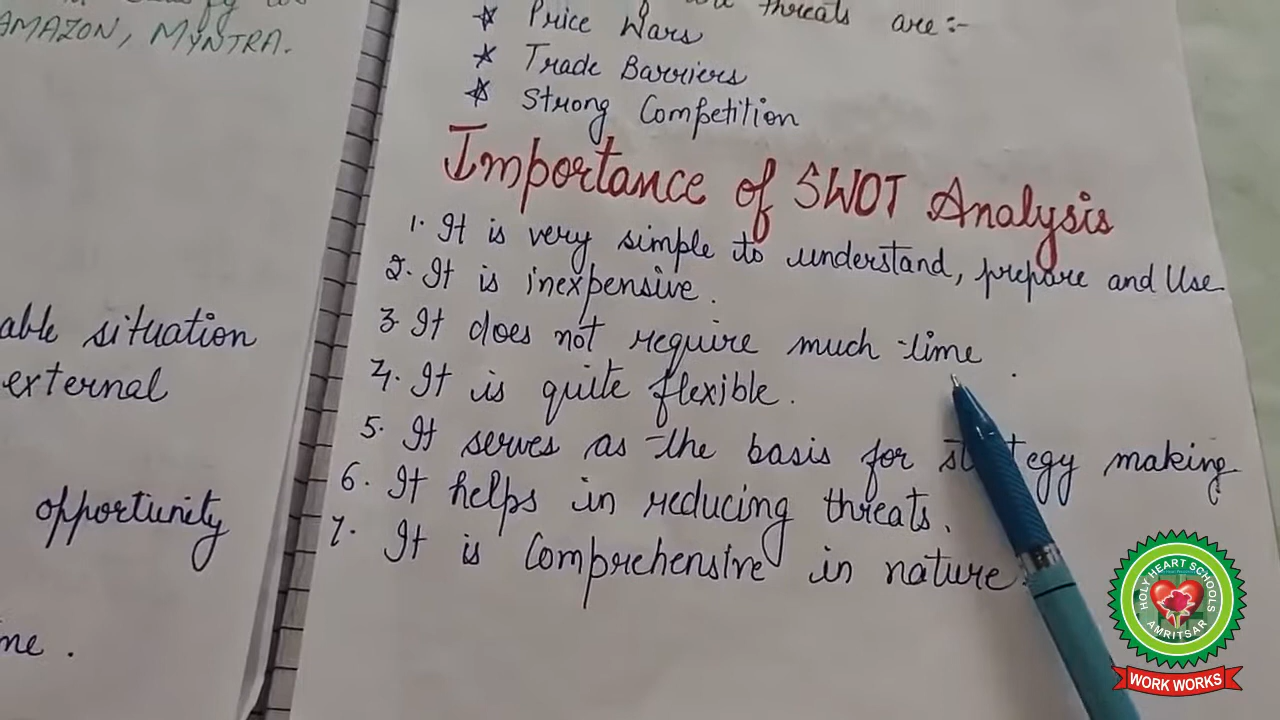 AMAZON, MYNTRA.
able situation
external
opportunity
me.
threats are:-
* Price Wars
* Trade Barriers
* Strong Competition
Importance of SWOT Analysis
1. It is very simple to understand, prepare and Use
2. It is inexpensive.
3. It does not require much time.
4. It is quite flexible.
5. It serves as the basis for strategy making
6. It helps in reducing threats.
7. It is Comprehensive in nature.
HOLY HEART SCHOOLS
AMRITSAR
WORK WORKS